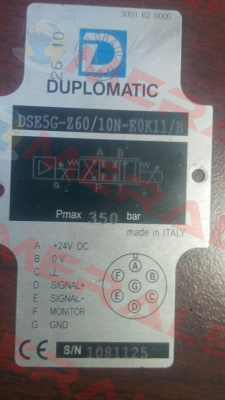 3001 62 0000
26 10
D
DUPLOMATIC
DSE5G-Z60/10N-E0K11/B
A B
P T
Pmax 350 bar
made in ITALY
A +24V DC
B 0 V
C ⊥
D SIGNAL+
E SIGNAL-
F MONITOR
G GND
A
F B
G
E C
D
CE S/N 1081125